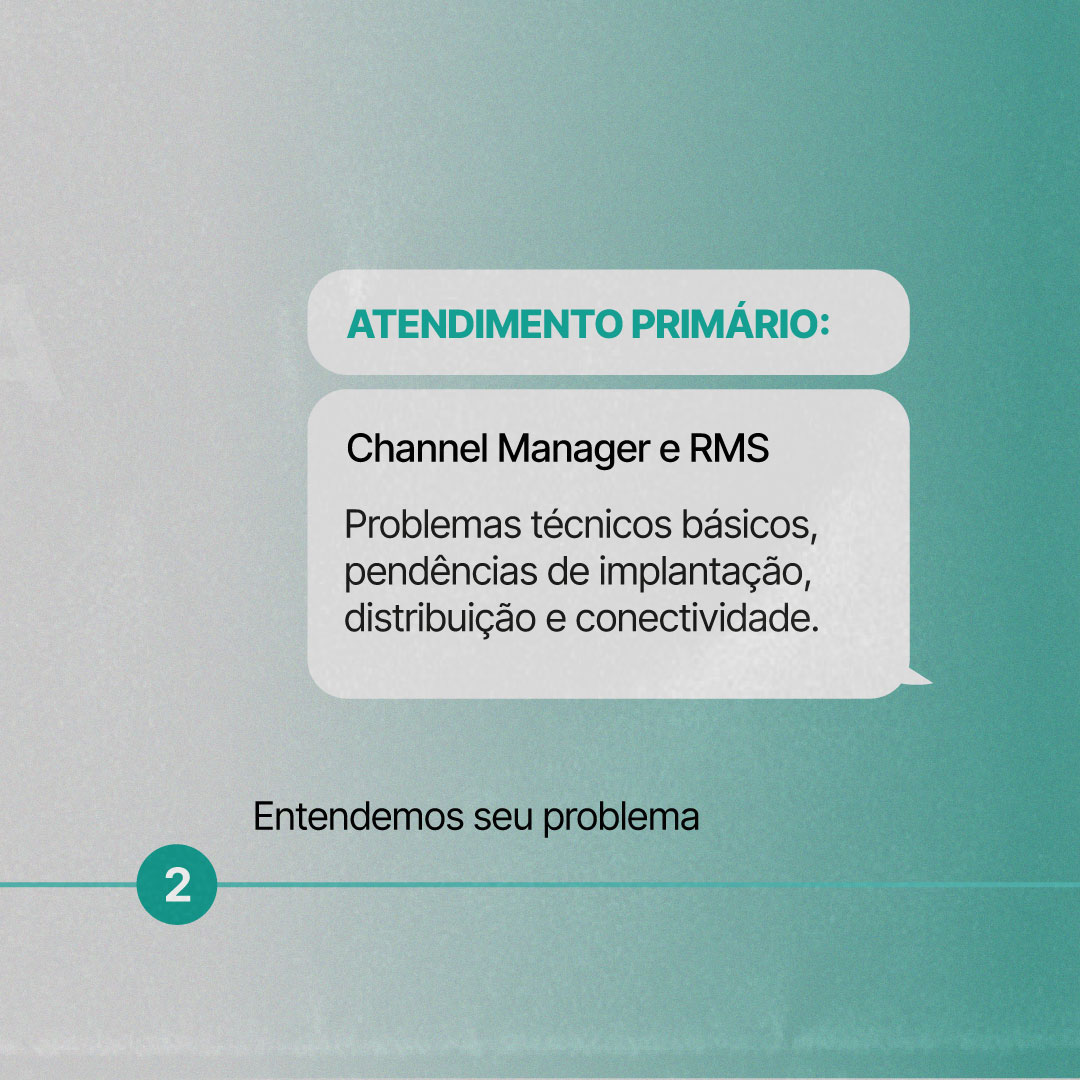 ATENDIMENTO PRIMÁRIO:
Channel Manager e RMS
Problemas técnicos básicos,
pendências de implantação,
distribuição e conectividade.
Entendemos seu problema
2